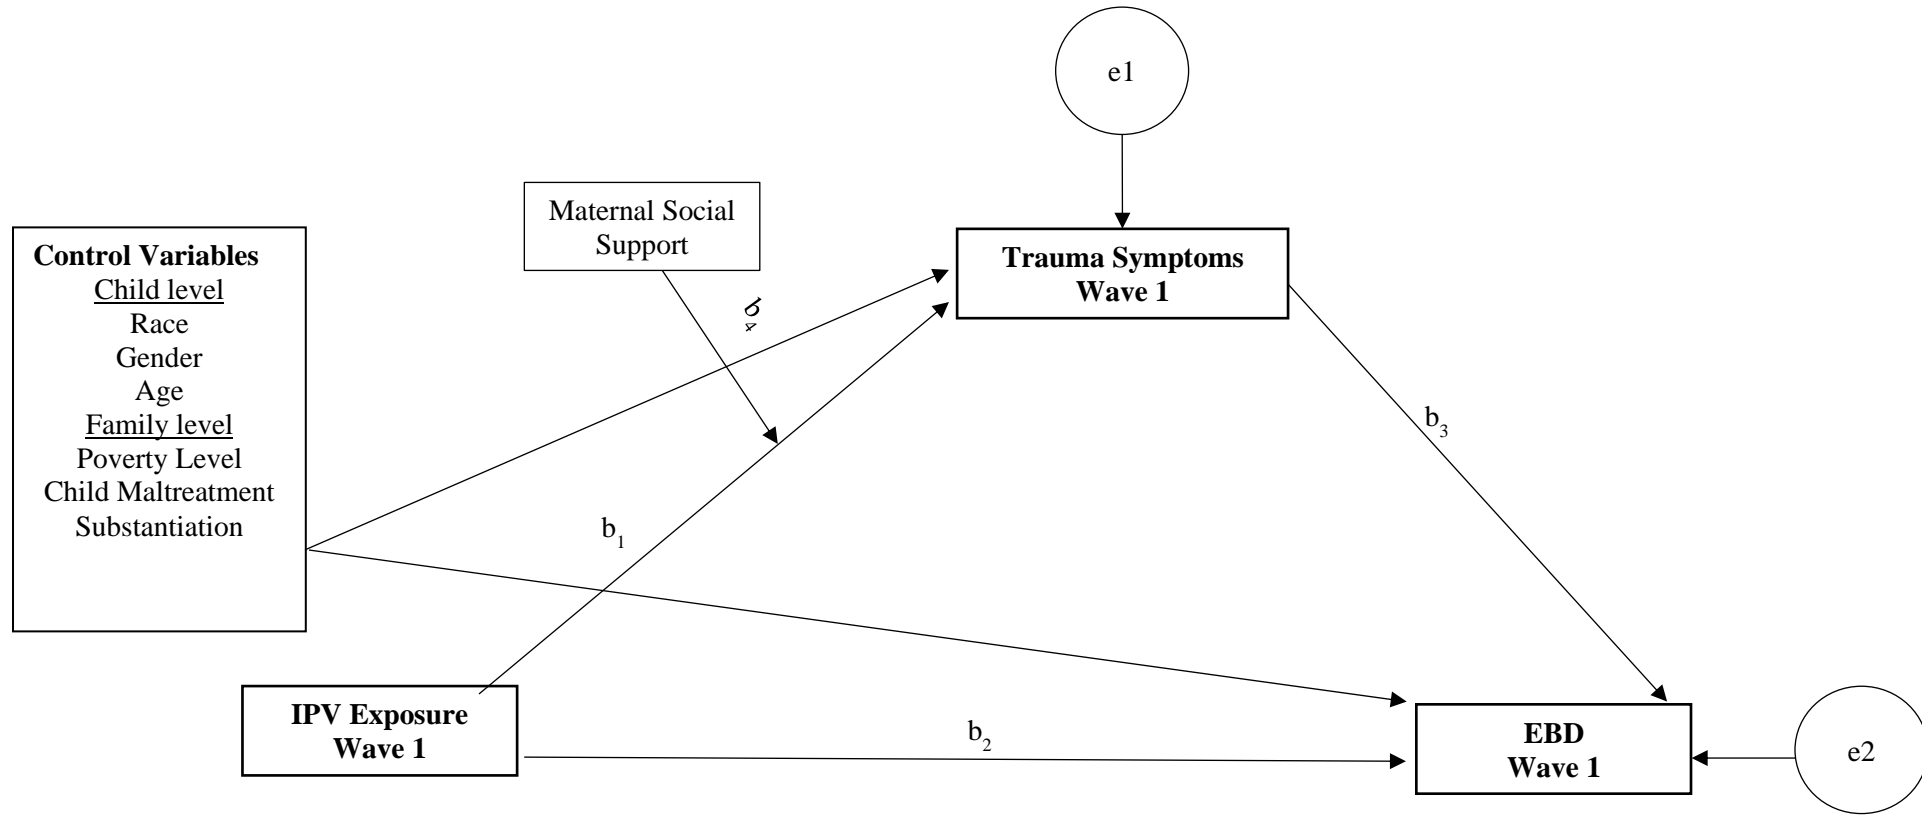 e1
Maternal Social
Support
Control Variables
Child level
Race
Gender
Age
Family level
Poverty Level
Child Maltreatment
Substantiation
Trauma Symptoms
Wave 1
b4
b3
b1
IPV Exposure
Wave 1
b2
EBD
Wave 1
e2